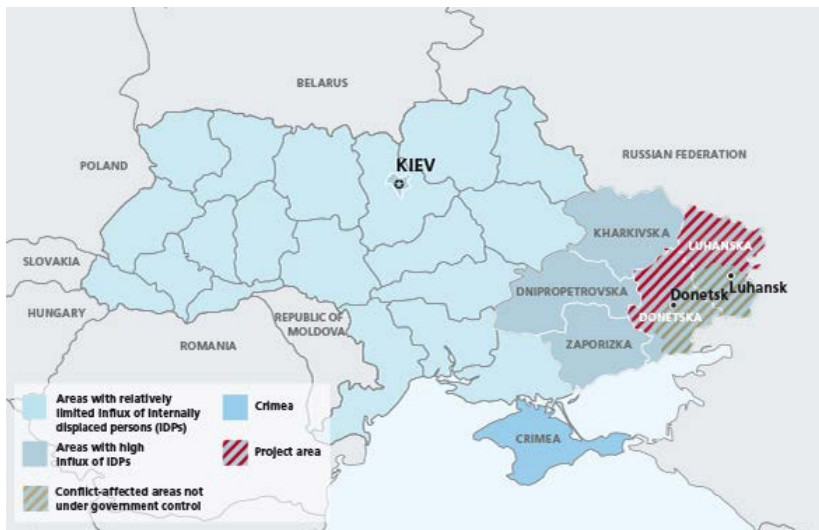 BELARUS
POLAND
KIEV
RUSSIAN FEDERATION
KHARKIVSKA
LUHANSKA
SLOVAKIA
Luhansk
DNIPROPETROVSKA
Donetsk
HUNGARY
REPUBLIC OF
MOLDOVA
DONETSKA
ROMANIA
ZAPORIZKA
CRIMEA
Areas with relatively
limited influx of internally
displaced persons (IDPs)
Areas with high
influx of IDPs
Conflict-affected areas not
under government control
Crimea
Project area